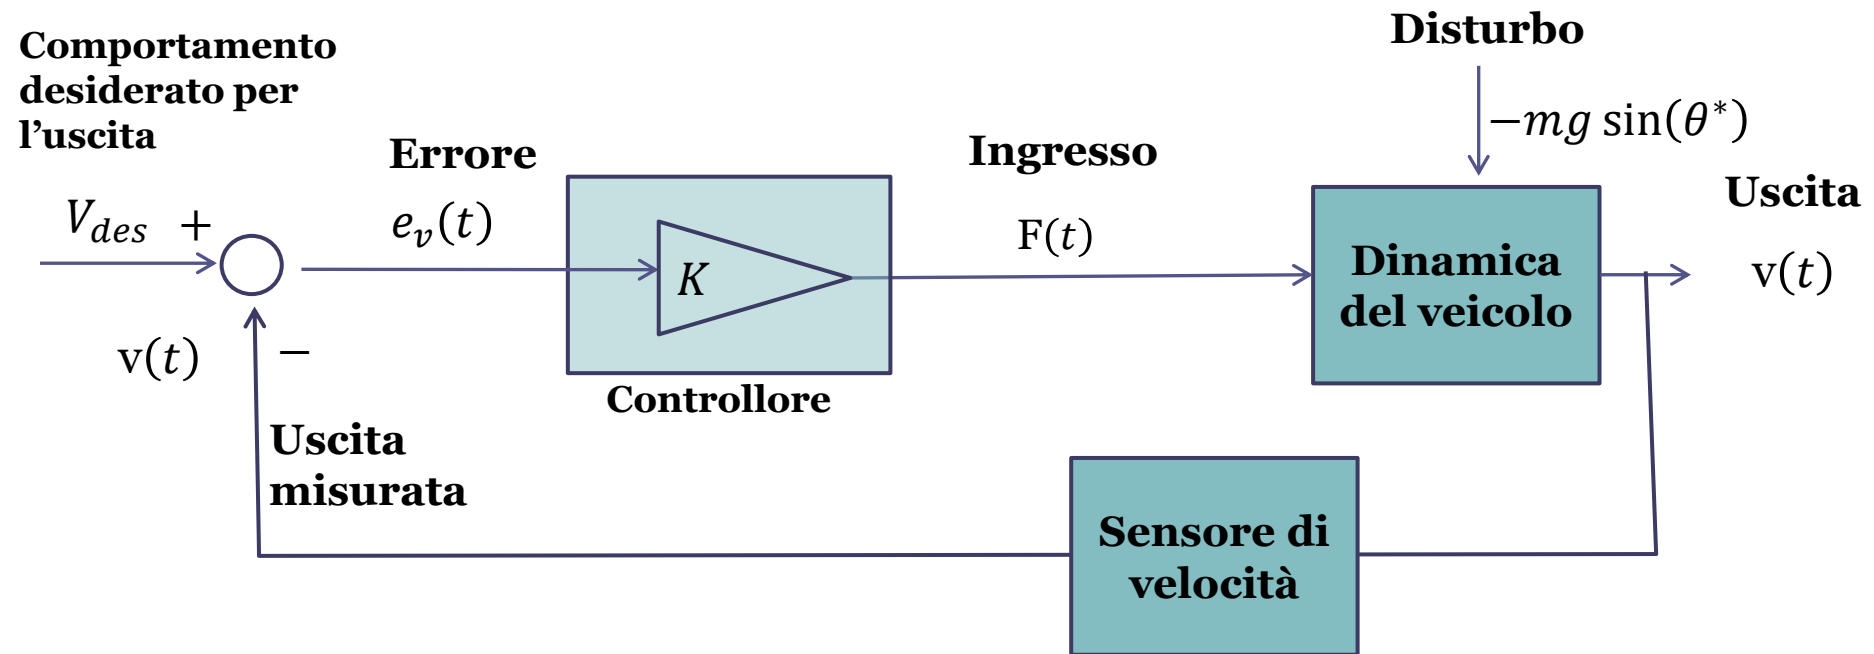 Comportamento
desiderato per
l’uscita
Disturbo
−mg sin(θ*)
Errore
Ingresso
Uscita
V_des +
e_v(t)
F(t)
K
Dinamica
del veicolo
v(t)
v(t) −
Controllore
Uscita
misurata
Sensore di
velocità